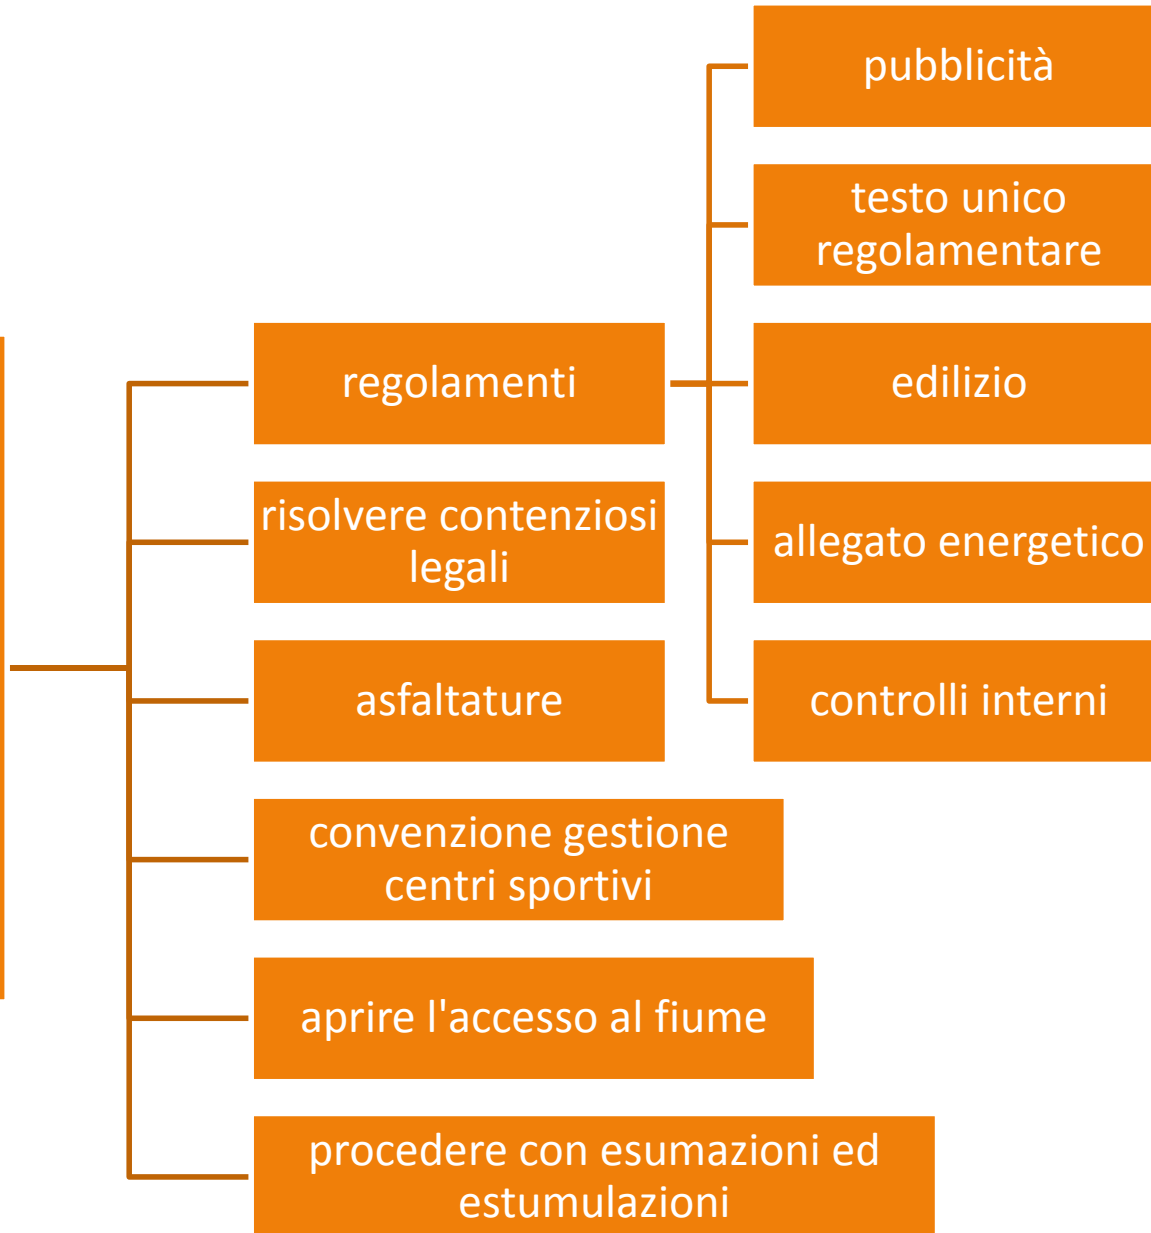 pubblicità
testo unico
regolamentare
regolamenti
edilizio
risolvere contenziosi
legali
allegato energetico
asfaltature
controlli interni
convenzione gestione
centri sportivi
aprire l'accesso al fiume
procedere con esumazioni ed
estumulazioni